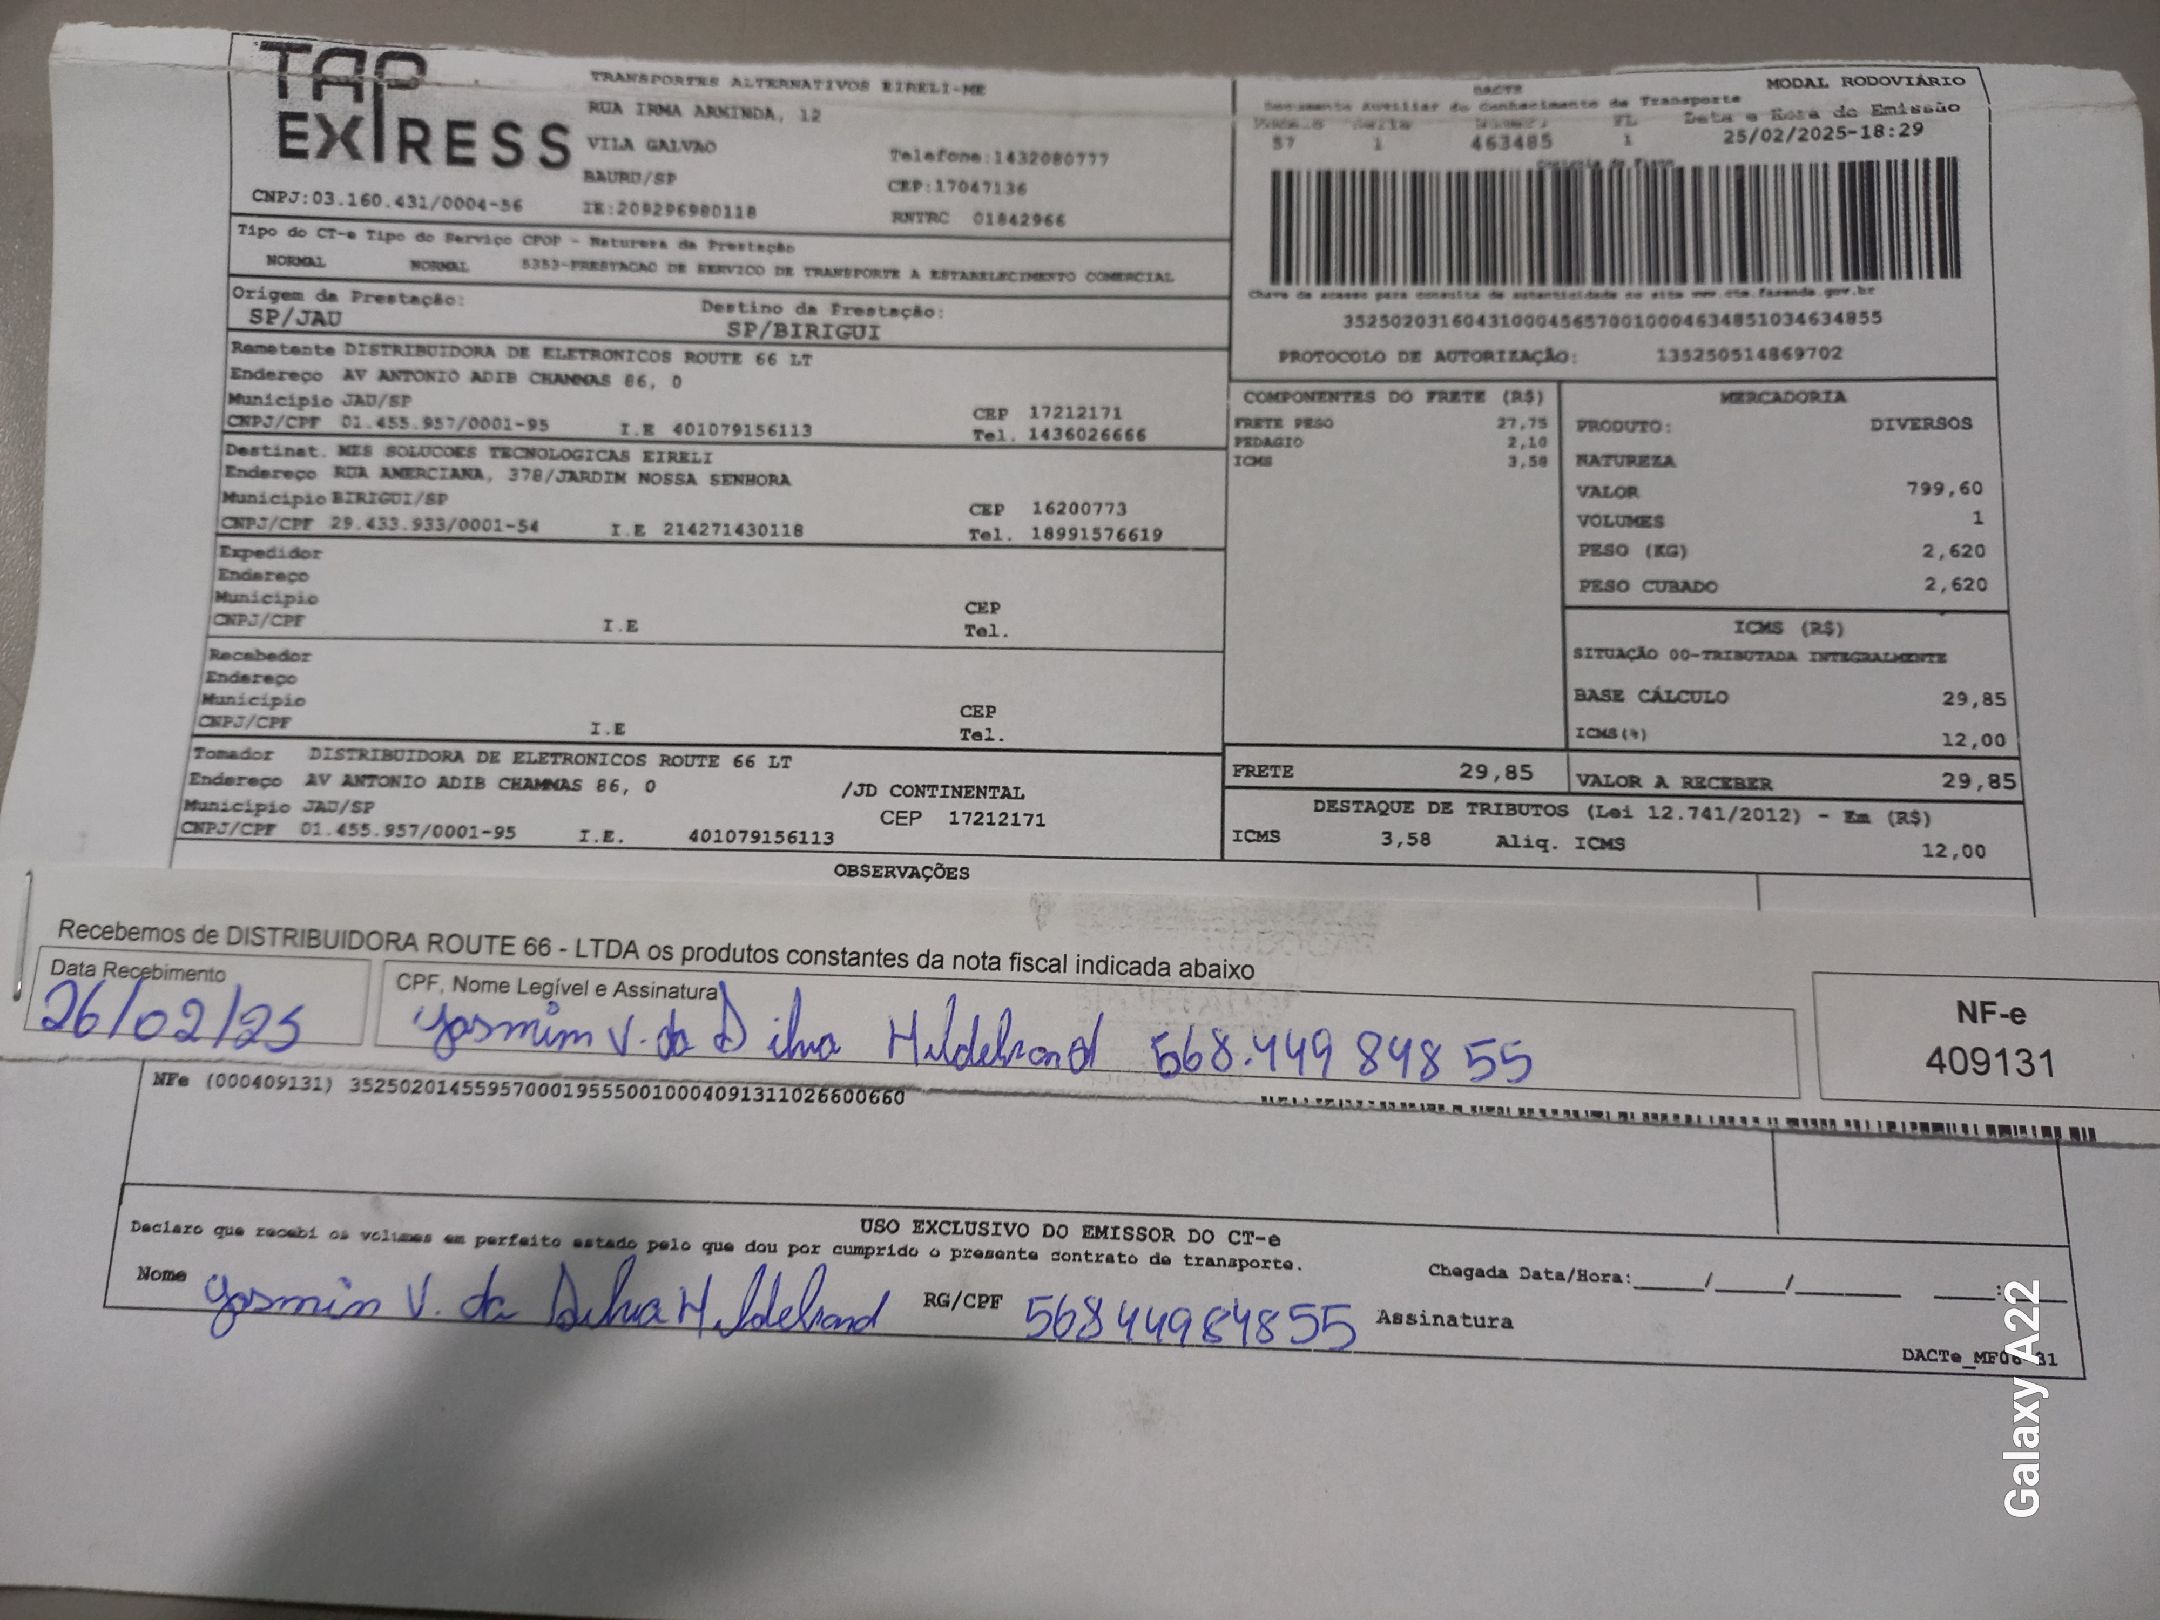 TAP
EXPRESS
TRANSPORTES ALTERNATIVOS EIRELI-ME
RUA IRMA ARMINDA, 12
VILA GALVAO
Telefone:1432080777
BAURU/SP
CEP:17047136
CNPJ:03.160.431/0004-56
IE:209296980118
RNTRC 01842966
DACTE
MODAL RODOVIÁRIO
Documento Auxiliar do Conhecimento de Transporte
FL
Data e Hora de Emissão
57 1 463485 1 25/02/2025-18:29
Tipo do CT-e Tipo do Serviço CFOP - Natureza da Prestação
NORMAL NORMAL 5353-PRESTACAO DE SERVICO DE TRANSPORTE A ESTABELECIMENTO COMERCIAL
Chave de acesso para consulta de autenticidade no site www.cte.fazenda.gov.br
35250203160431000456570010004634851034634855
PROTOCOLO DE AUTORIZAÇÃO: 135250514869702
Origem da Prestação: Destino da Prestação:
SP/JAU SP/BIRIGUI
Remetente DISTRIBUIDORA DE ELETRONICOS ROUTE 66 LT
Endereço AV ANTONIO ADIB CHAMMAS 86, 0
Município JAU/SP CEP 17212171
CNPJ/CPF 01.455.957/0001-95 I.E 401079156113 Tel. 1436026666
Destinat. MES SOLUCOES TECNOLOGICAS EIRELI
Endereço RUA AMERCIANA, 378/JARDIM NOSSA SENHORA
Município BIRIGUI/SP CEP 16200773
CNPJ/CPF 29.433.933/0001-54 I.E 214271430118 Tel. 18991576619
Expedidor
Endereço
Município CEP
CNPJ/CPF I.E Tel.
Recebedor
Endereço
Município CEP
CNPJ/CPF I.E Tel.
Tomador DISTRIBUIDORA DE ELETRONICOS ROUTE 66 LT
Endereço AV ANTONIO ADIB CHAMMAS 86, 0 /JD CONTINENTAL
Município JAU/SP CEP 17212171
CNPJ/CPF 01.455.957/0001-95 I.E. 401079156113
COMPONENTES DO FRETE (R$)
FRETE PESO 27,75
PEDAGIO 2,10
ICMS 3,58
MERCADORIA
PRODUTO: DIVERSOS
NATUREZA
VALOR 799,60
VOLUMES 1
PESO (KG) 2,620
PESO CUBADO 2,620
ICMS (R$)
SITUAÇÃO 00-TRIBUTADA INTEGRALMENTE
BASE CÁLCULO 29,85
ICMS(%) 12,00
FRETE 29,85 VALOR A RECEBER 29,85
DESTAQUE DE TRIBUTOS (Lei 12.741/2012) - Em (R$)
ICMS 3,58 Aliq. ICMS 12,00
OBSERVAÇÕES
Recebemos de DISTRIBUIDORA ROUTE 66 - LTDA os produtos constantes da nota fiscal indicada abaixo
Data Recebimento CPF, Nome Legível e Assinatura
26/02/25 Yasmim V. da Silva Hildebrand 568.449 848 55
NF-e
409131
NFe (000409131) 35250201455957000195550010004091311026600660
USO EXCLUSIVO DO EMISSOR DO CT-e
Declaro que recebi os volumes em perfeito estado pelo que dou por cumprido o presente contrato de transporte.
Chegada Data/Hora:_____/_____/_______ ____:____
Nome Yasmin V. da Silva Hildebrand RG/CPF 56844984855 Assinatura
Galaxy A22